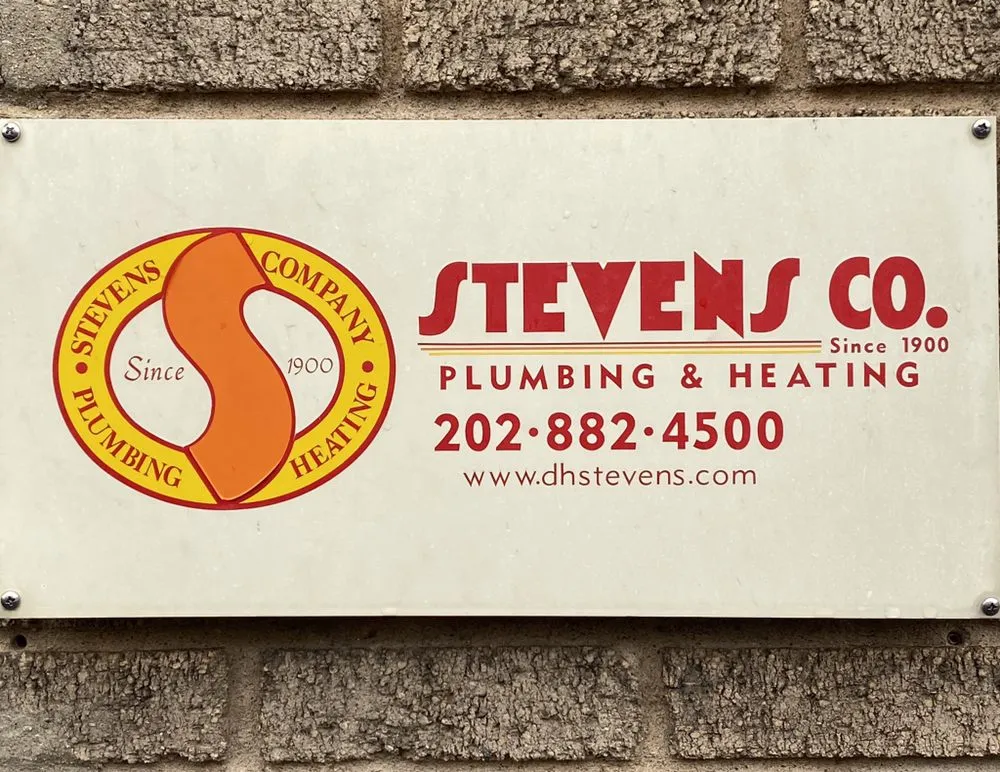 STEVENS COMPANY
Since 1900
PLUMBING HEATING
STEVENS CO.
Since 1900
PLUMBING & HEATING
202·882·4500
www.dhstevens.com